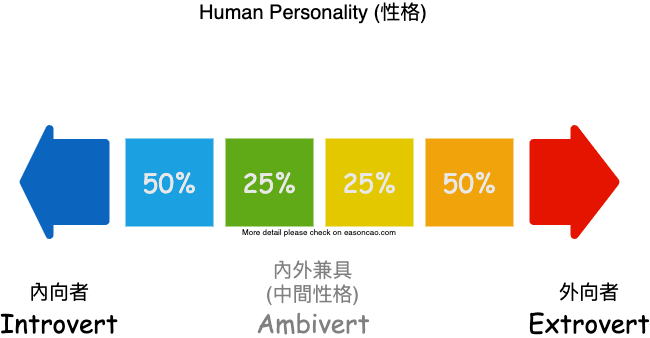 Human Personality (性格)
50% 25% 25% 50%
More detail please check on easoncao.com
內外兼具
(中間性格)
內向者
外向者
Introvert
Ambivert
Extrovert